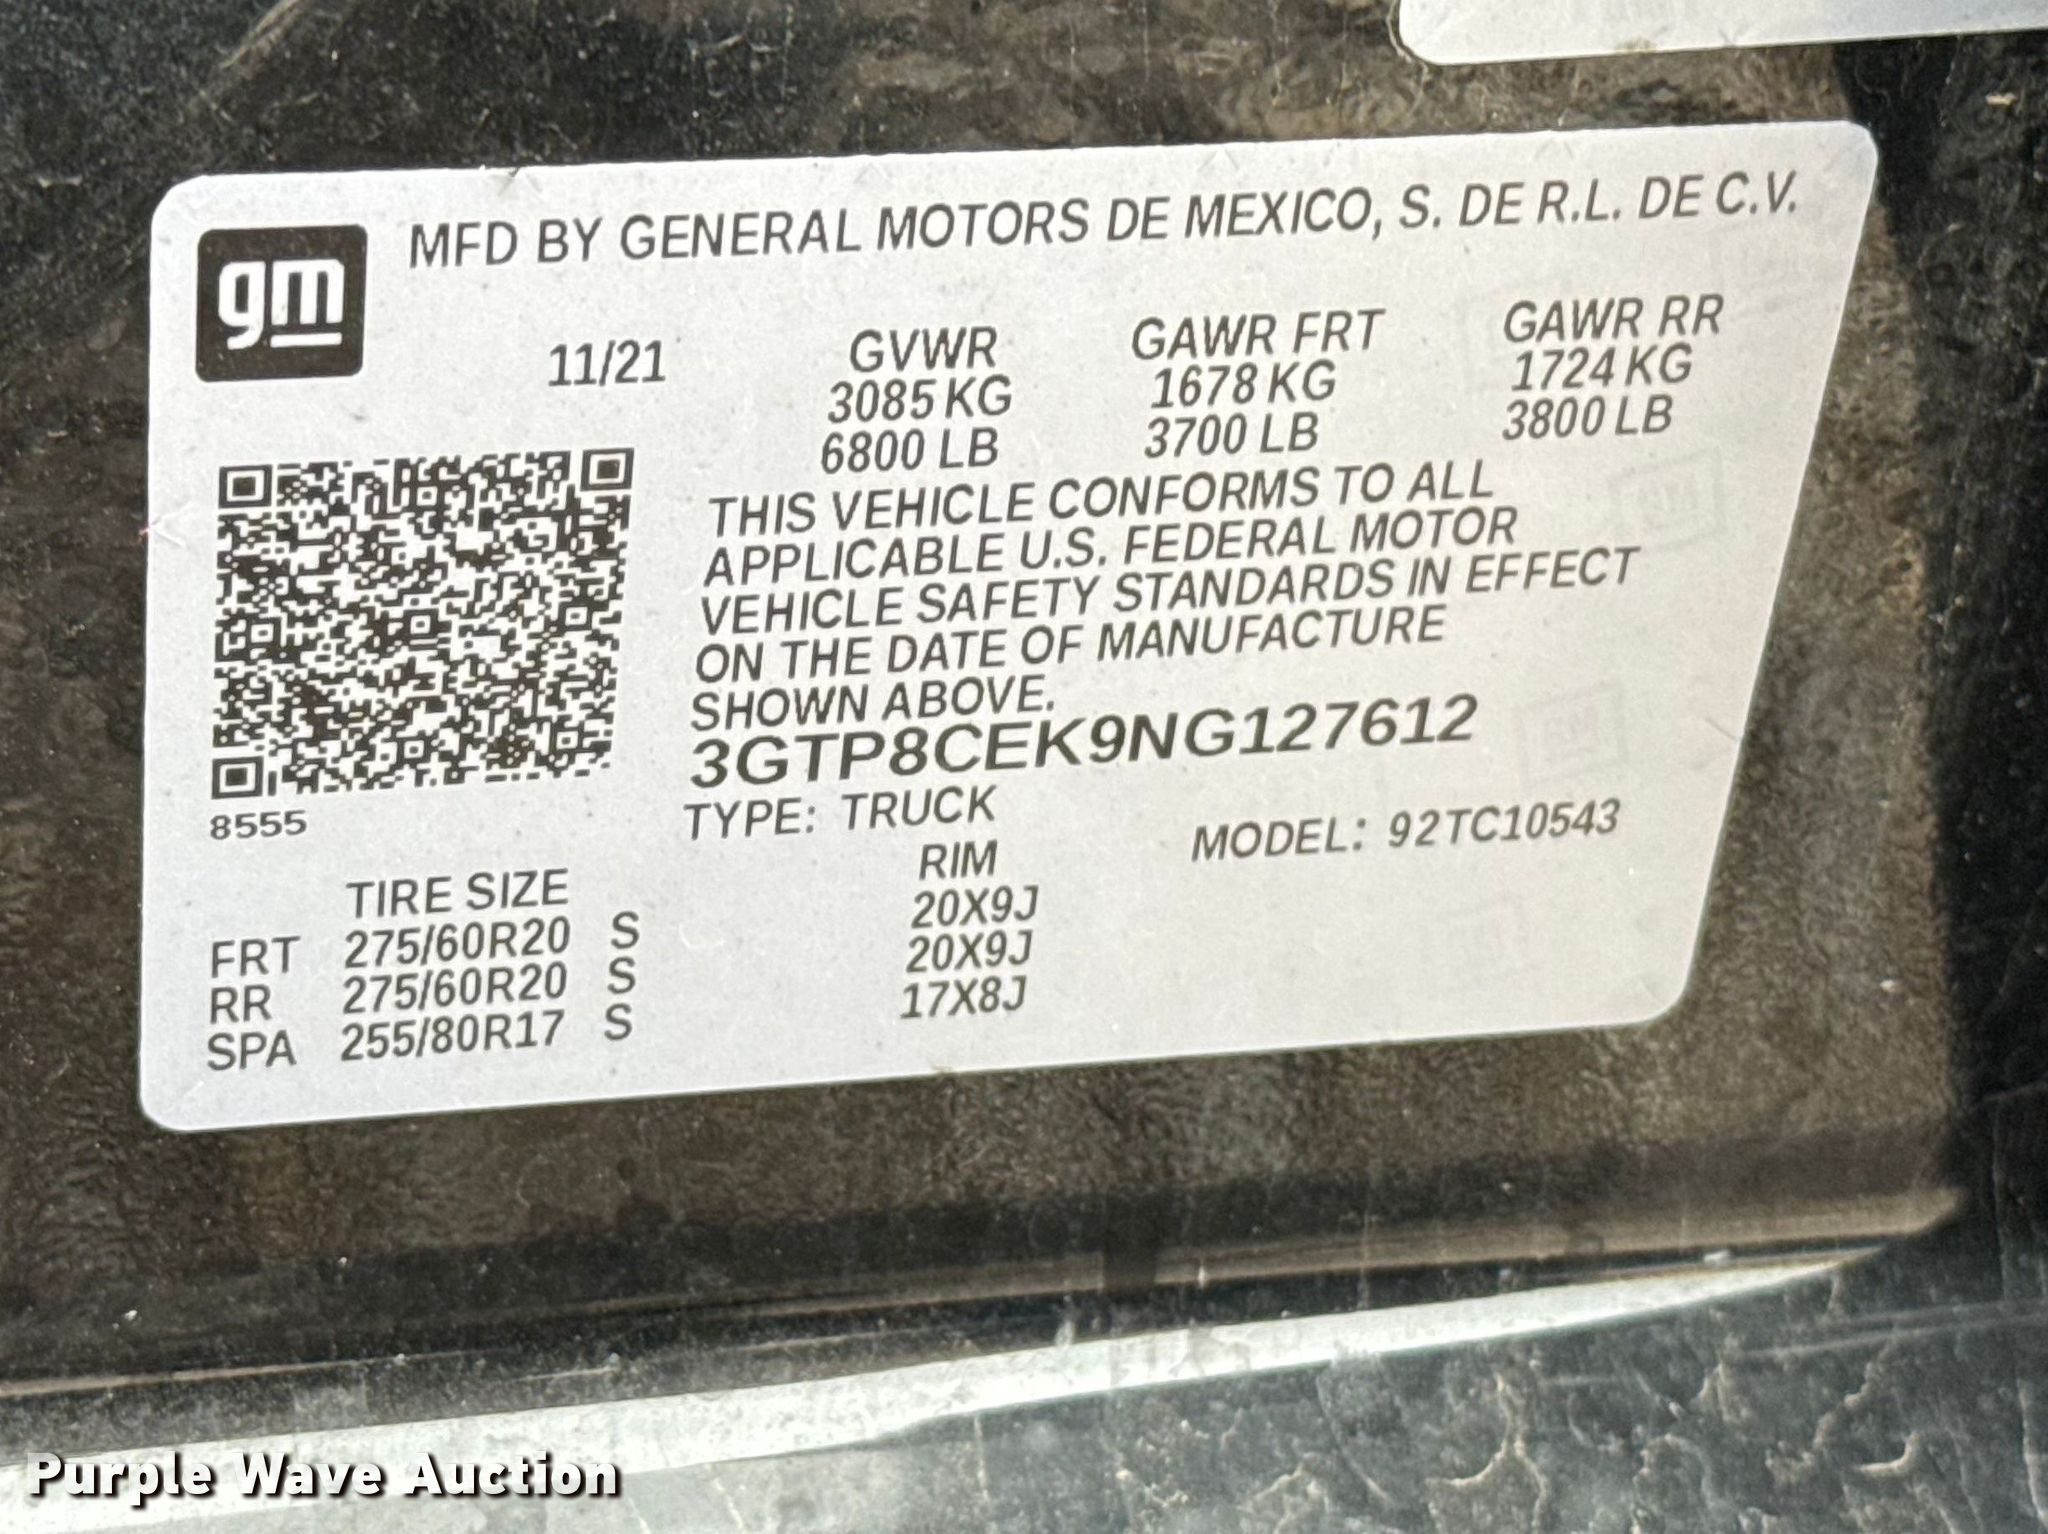 gm
MFD BY GENERAL MOTORS DE MEXICO, S. DE R.L. DE C.V.
11/21 GVWR GAWR FRT GAWR RR
3085 KG 1678 KG 1724 KG
6800 LB 3700 LB 3800 LB
THIS VEHICLE CONFORMS TO ALL
APPLICABLE U.S. FEDERAL MOTOR
VEHICLE SAFETY STANDARDS IN EFFECT
ON THE DATE OF MANUFACTURE
SHOWN ABOVE.
3GTP8CEK9NG127612
8555
TYPE: TRUCK MODEL: 92TC10543
TIRE SIZE RIM
FRT 275/60R20 S 20X9J
RR 275/60R20 S 20X9J
SPA 255/80R17 S 17X8J
Purple Wave Auction